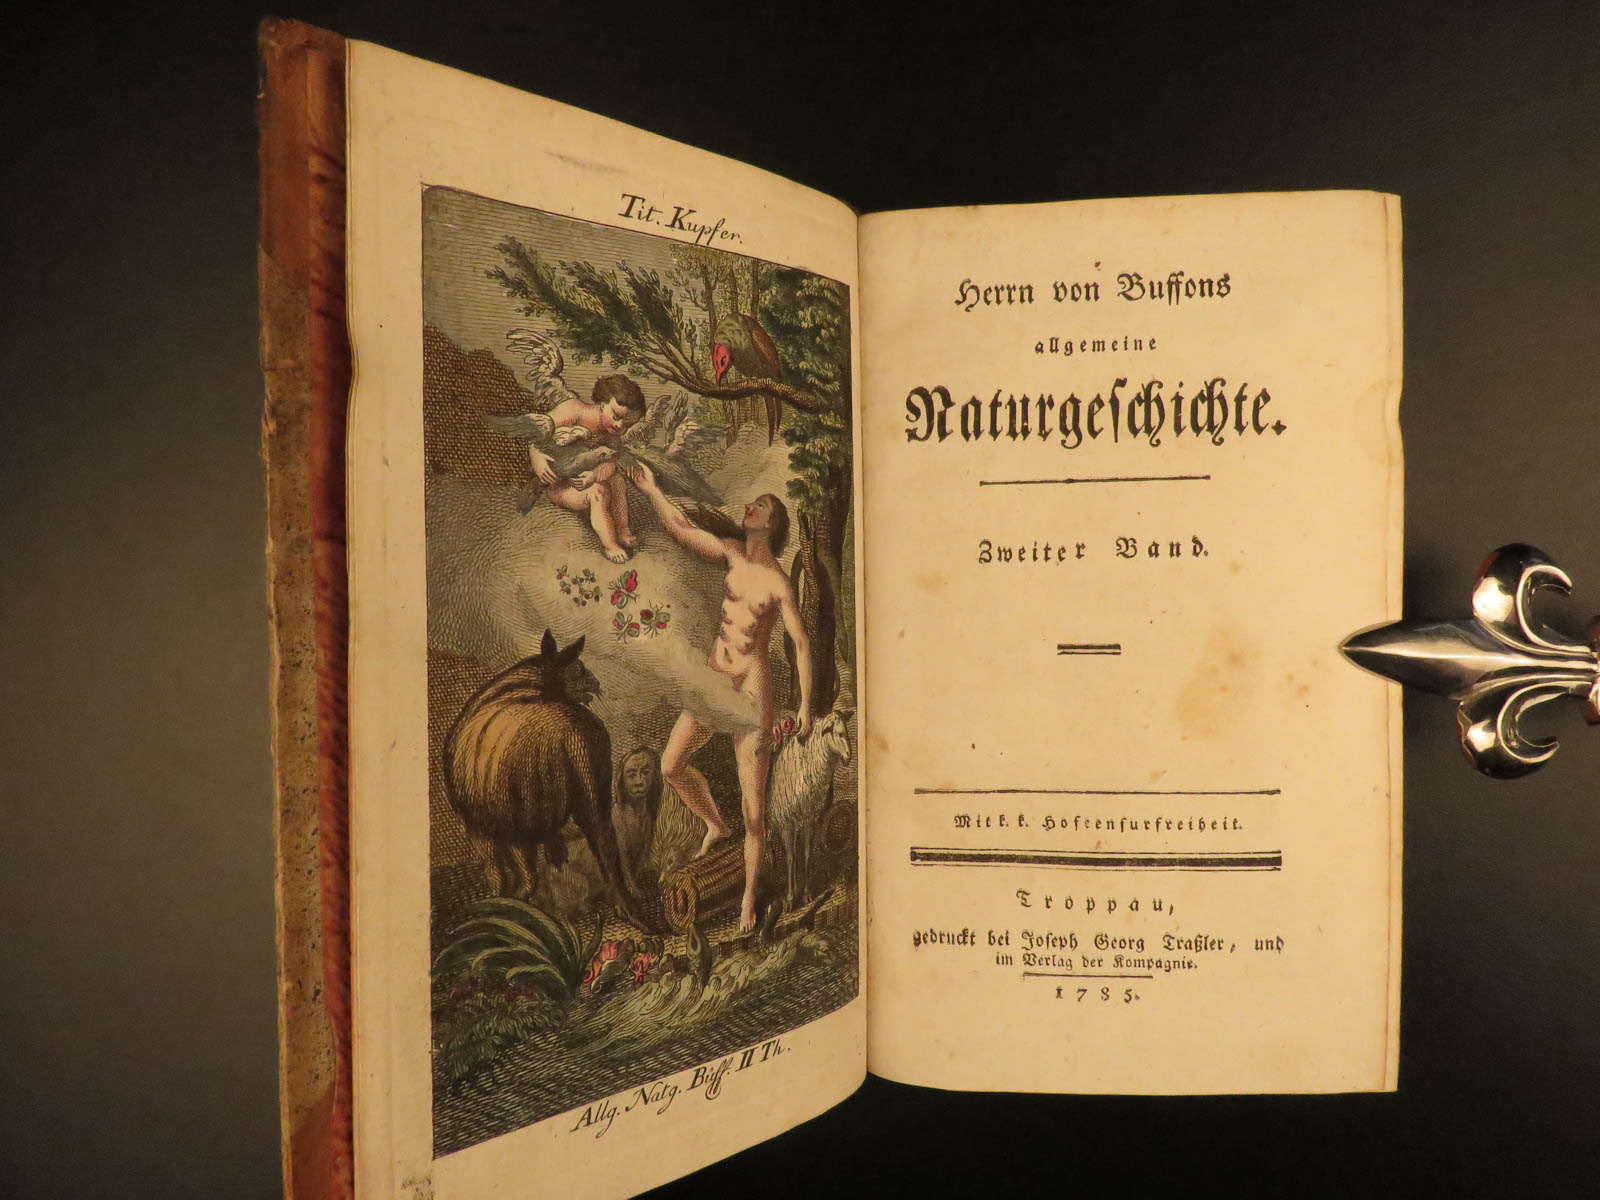 Tit. Kupfer.
Allg. Natg. Büff. II Th.
Herrn von Buffons
allgemeine
Naturgeſchichte.
Zweiter Band.
Mit k. k. Hofcenſurfreiheit.
Troppau,
gedruckt bei Joſeph Georg Traßler, und
im Verlag der Kompagnie.
1785.